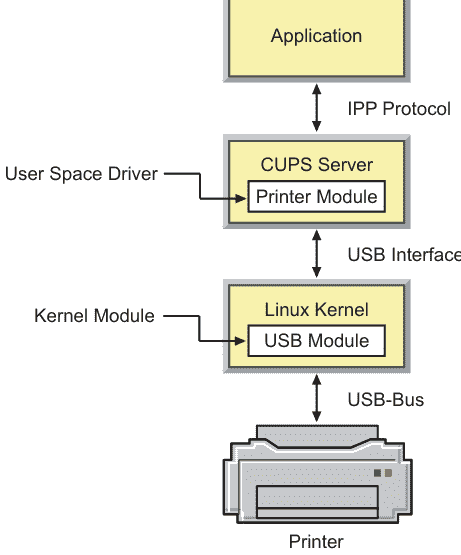 Application
IPP Protocol
CUPS Server
User Space Driver
Printer Module
USB Interface
Linux Kernel
Kernel Module
USB Module
USB-Bus
Printer